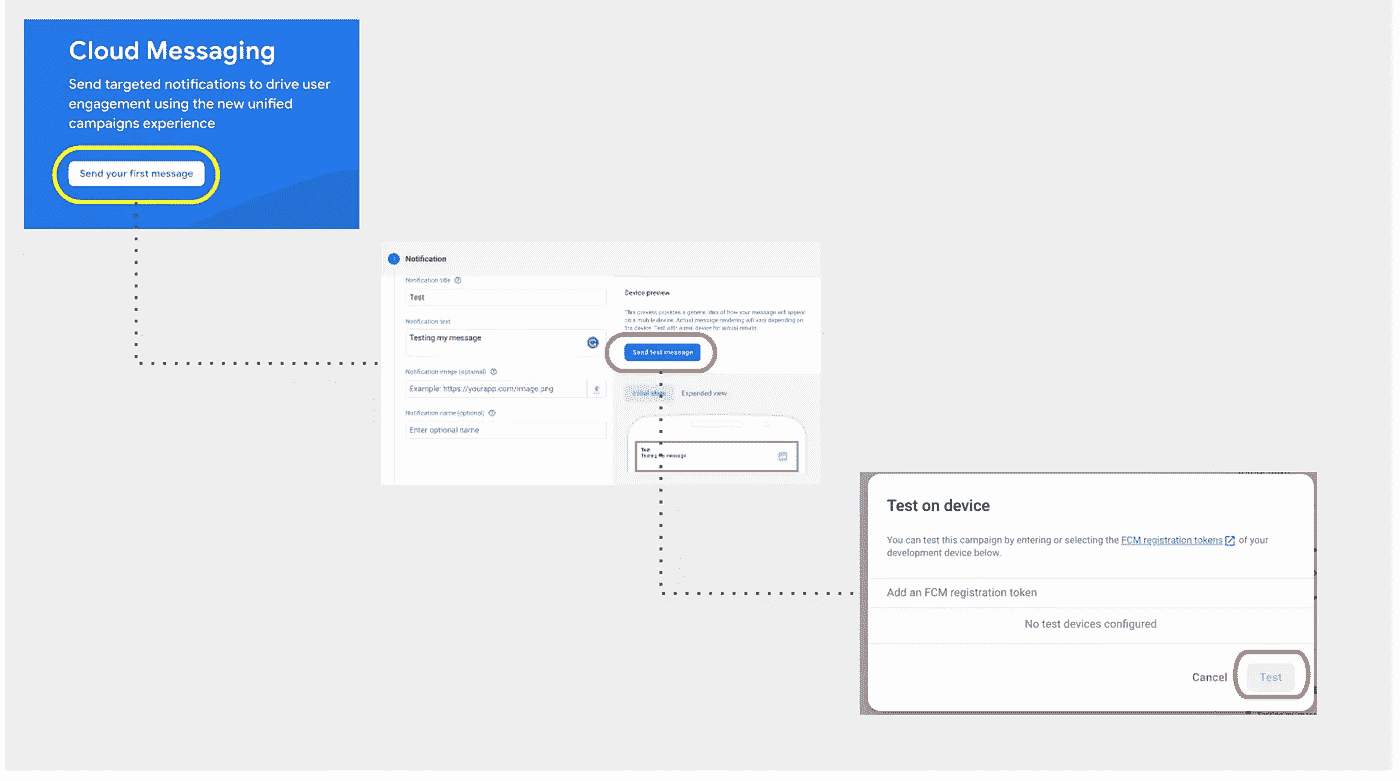 Cloud Messaging
Send targeted notifications to drive user
engagement using the new unified
campaigns experience
Send your first message
Notification
Notification title
Test
Notification text
Testing my message
Notification image (optional)
Example: https://yourapp.com/image.png
Notification name (optional)
Enter optional name
Device preview
This preview provides a general idea of how your message will appear
on a mobile device. Actual message rendering will vary depending on
the device. Test with a real device for actual results.
Send test message
Initial state
Expanded view
Test
Testing my message
Test on device
You can test this campaign by entering or selecting the FCM registration tokens of your
development device below.
Add an FCM registration token
No test devices configured
Cancel
Test